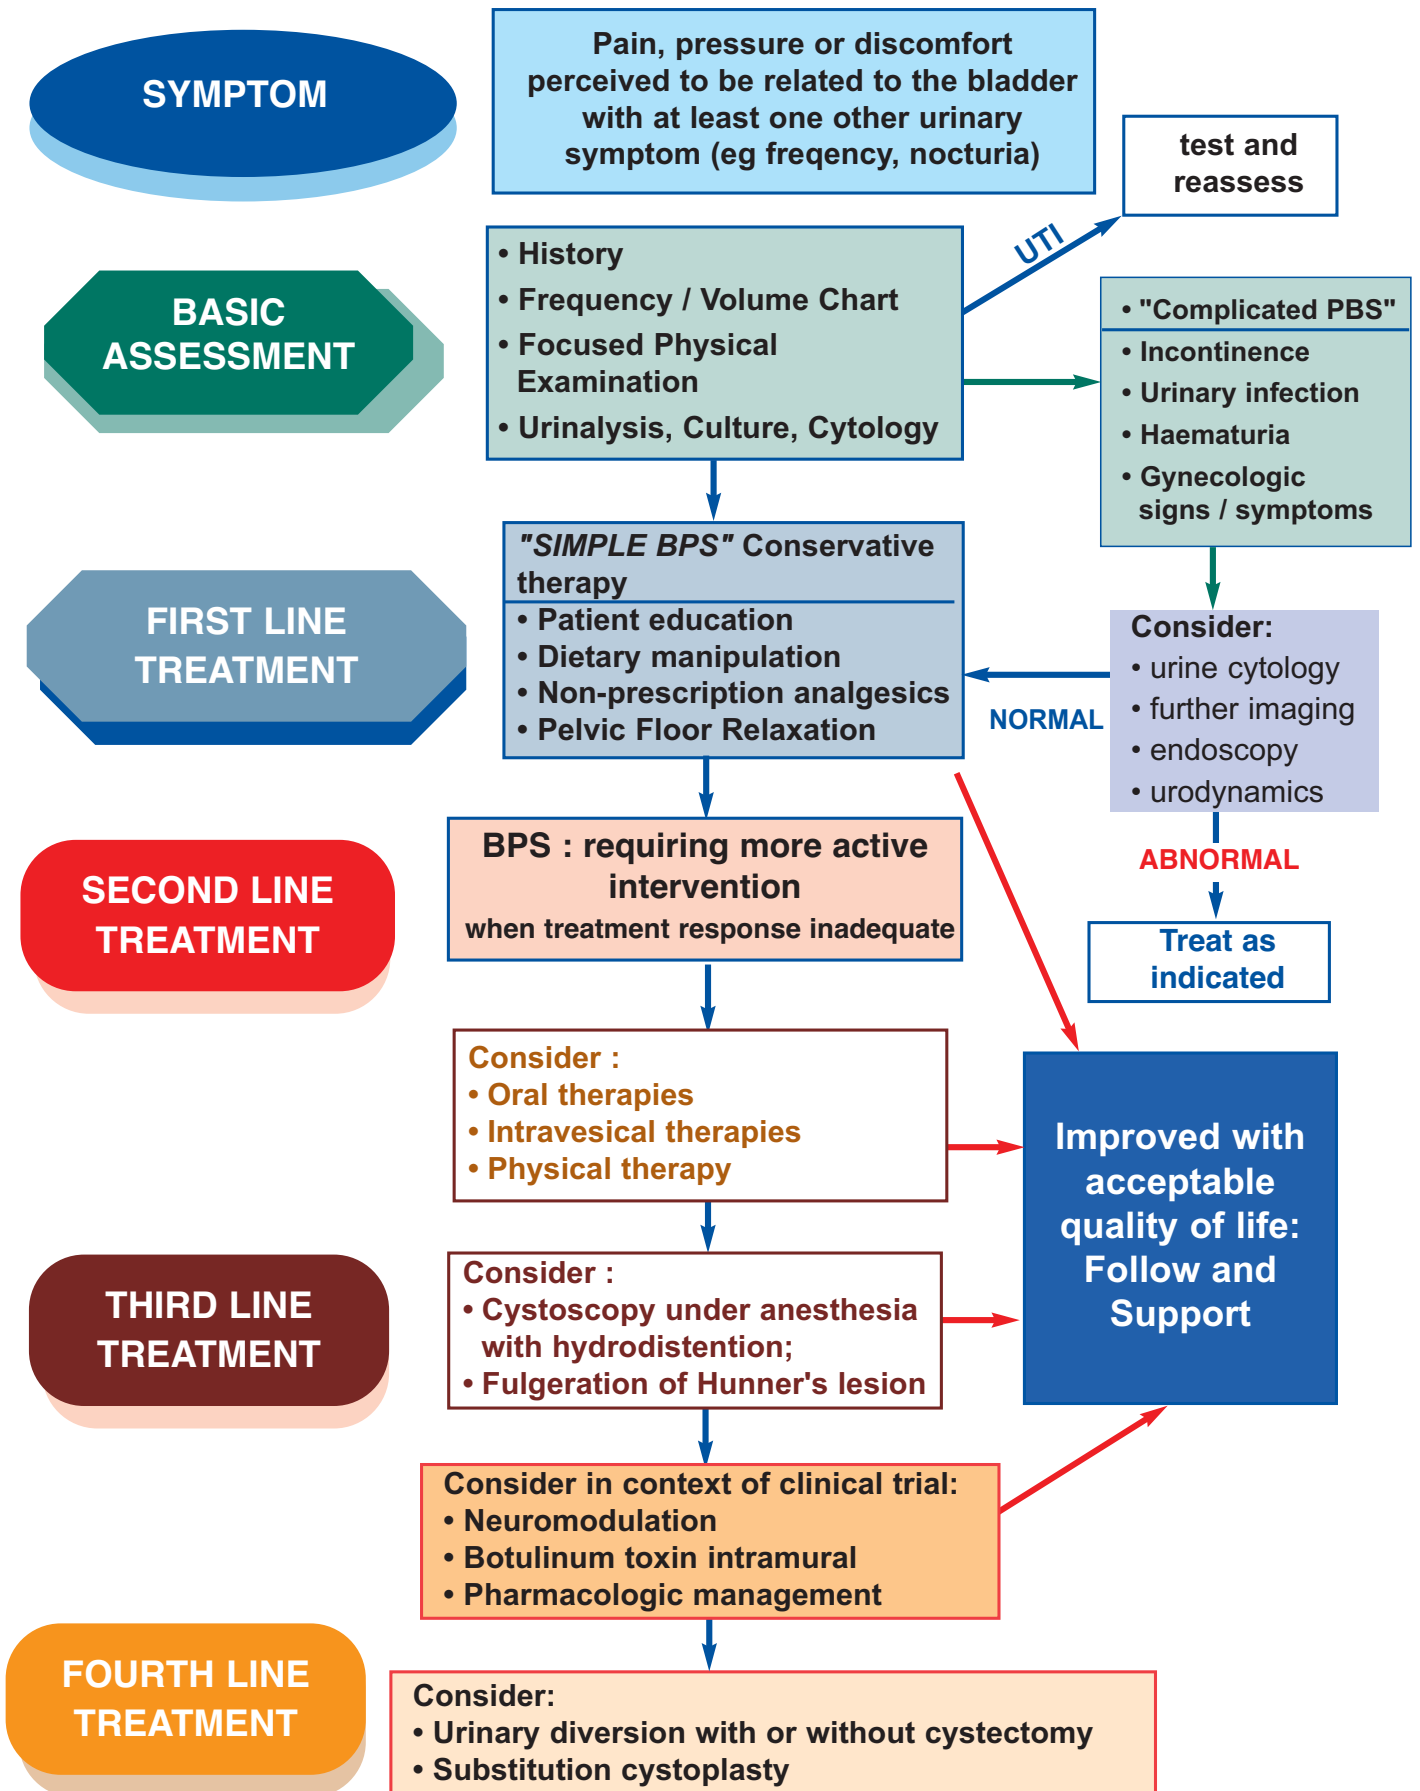 SYMPTOM
Pain, pressure or discomfort
perceived to be related to the bladder
with at least one other urinary
symptom (eg freqency, nocturia)
test and
reassess
UTI
BASIC
ASSESSMENT
• History
• Frequency / Volume Chart
• Focused Physical
Examination
• Urinalysis, Culture, Cytology
• "Complicated PBS"
• Incontinence
• Urinary infection
• Haematuria
• Gynecologic
signs / symptoms
FIRST LINE
TREATMENT
"SIMPLE BPS" Conservative
therapy
• Patient education
• Dietary manipulation
• Non-prescription analgesics
• Pelvic Floor Relaxation
NORMAL
Consider:
• urine cytology
• further imaging
• endoscopy
• urodynamics
ABNORMAL
Treat as
indicated
SECOND LINE
TREATMENT
BPS : requiring more active
intervention
when treatment response inadequate
Consider :
• Oral therapies
• Intravesical therapies
• Physical therapy
Improved with
acceptable
quality of life:
Follow and
Support
THIRD LINE
TREATMENT
Consider :
• Cystoscopy under anesthesia
with hydrodistention;
• Fulgeration of Hunner's lesion
Consider in context of clinical trial:
• Neuromodulation
• Botulinum toxin intramural
• Pharmacologic management
FOURTH LINE
TREATMENT
Consider:
• Urinary diversion with or without cystectomy
• Substitution cystoplasty